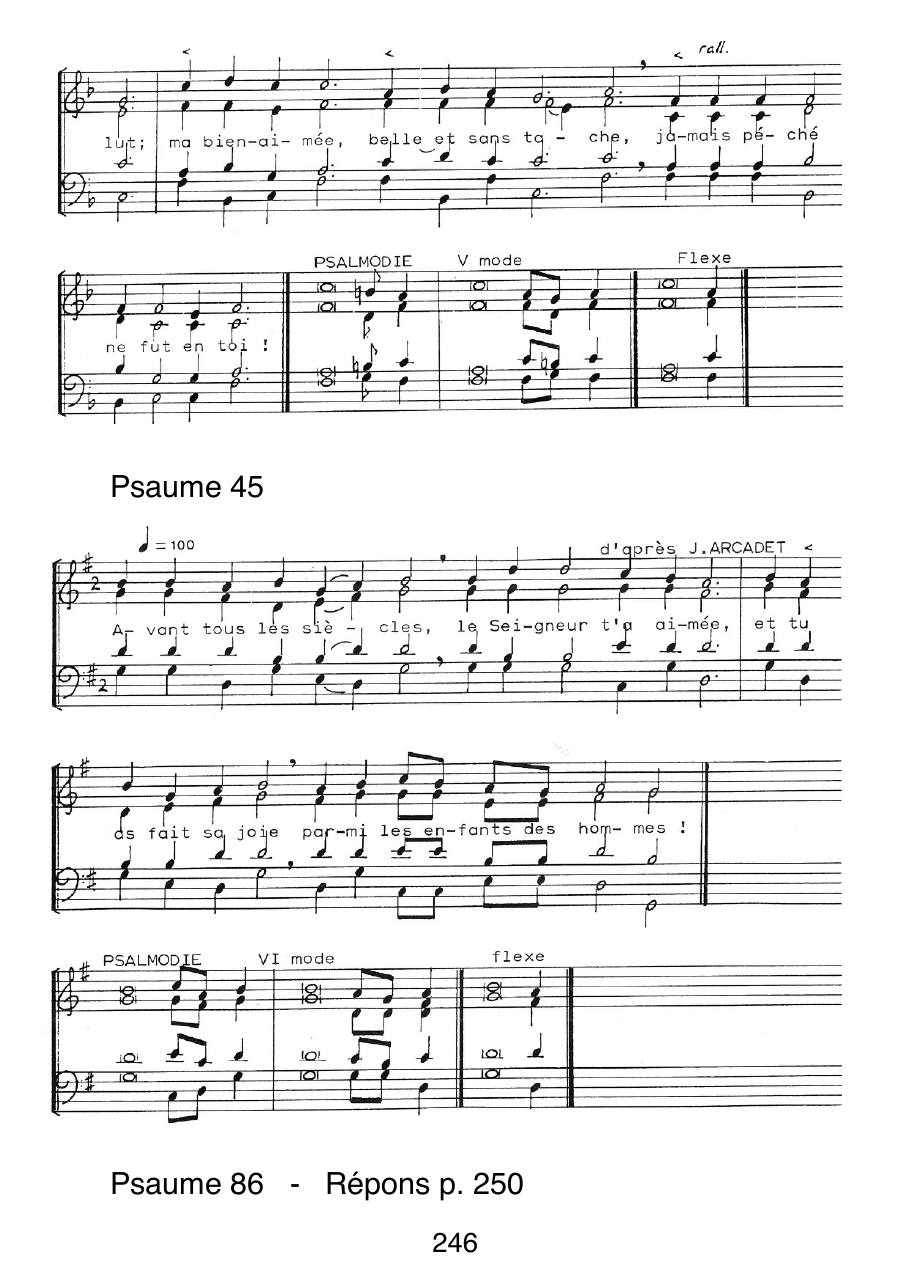 rall.
lut; ma bien-ai-mée, belle et sans ta-che, ja-mais pé-ché
PSALMODIE V mode Flexe
ne fut en toi !
Psaume 45
= 100 d'après J.ARCADET
2
A- vant tous les siè - cles, le Sei-gneur t'a aimée, et tu
2
as fait sa joie par-mi les en-fants des hom- mes !
PSALMODIE VI mode flexe
Psaume 86 - Répons p. 250
246